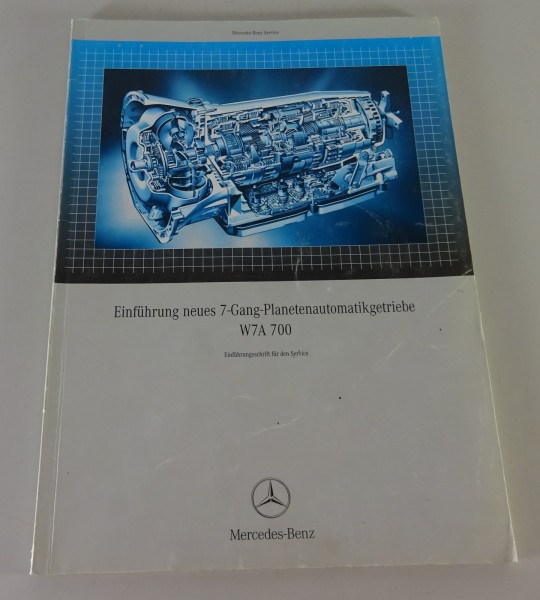 Mercedes-Benz Service
Einführung neues 7-Gang-Planetenautomatikgetriebe
W7A 700
Einführungsschrift für den Service
Mercedes-Benz